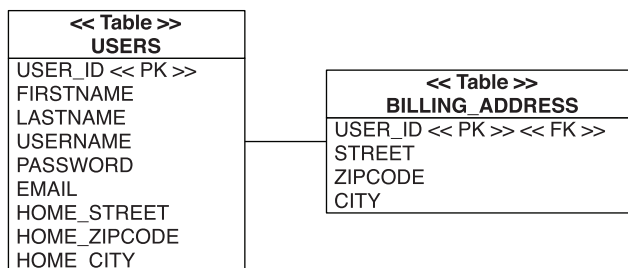 << Table >>
USERS
USER_ID << PK >>
FIRSTNAME
LASTNAME
USERNAME
PASSWORD
EMAIL
HOME_STREET
HOME_ZIPCODE
HOME_CITY
<< Table >>
BILLING_ADDRESS
USER_ID << PK >> << FK >>
STREET
ZIPCODE
CITY